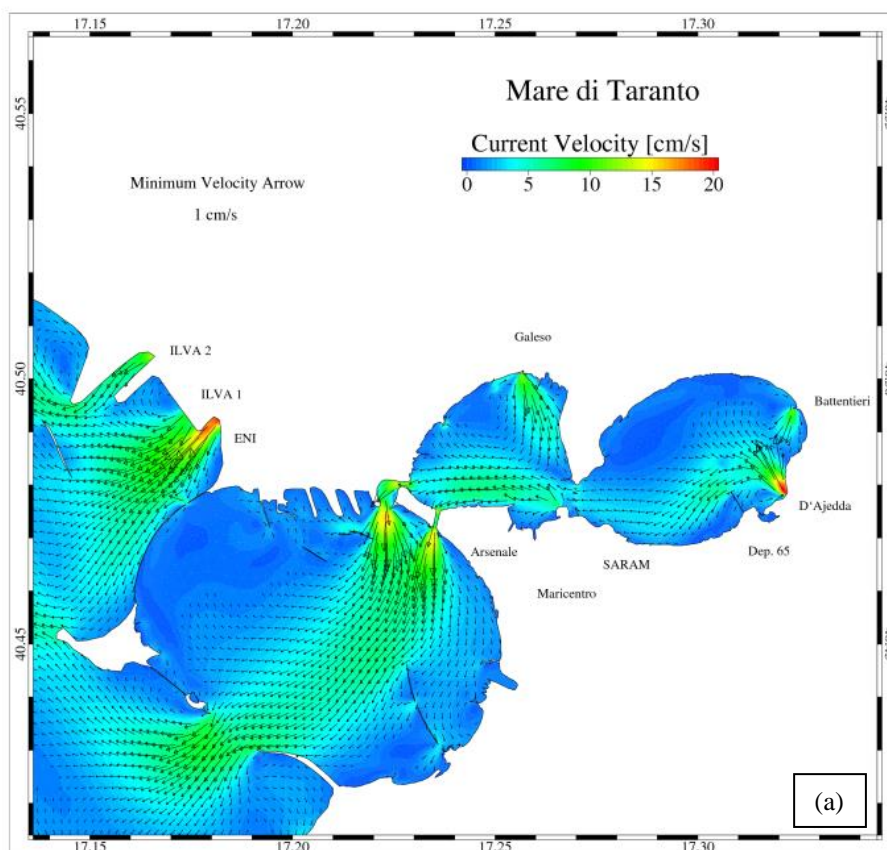 17.15 17.20 17.25 17.30
Mare di Taranto
40.55
Current Velocity [cm/s]
0 5 10 15 20
Minimum Velocity Arrow
1 cm/s
Galeso
ILVA 2
40.50
ILVA 1
Battentieri
ENI
D'Ajedda
Arsenale
Dep. 65
SARAM
Maricentro
40.45
(a)
17.15 17.20 17.25 17.30